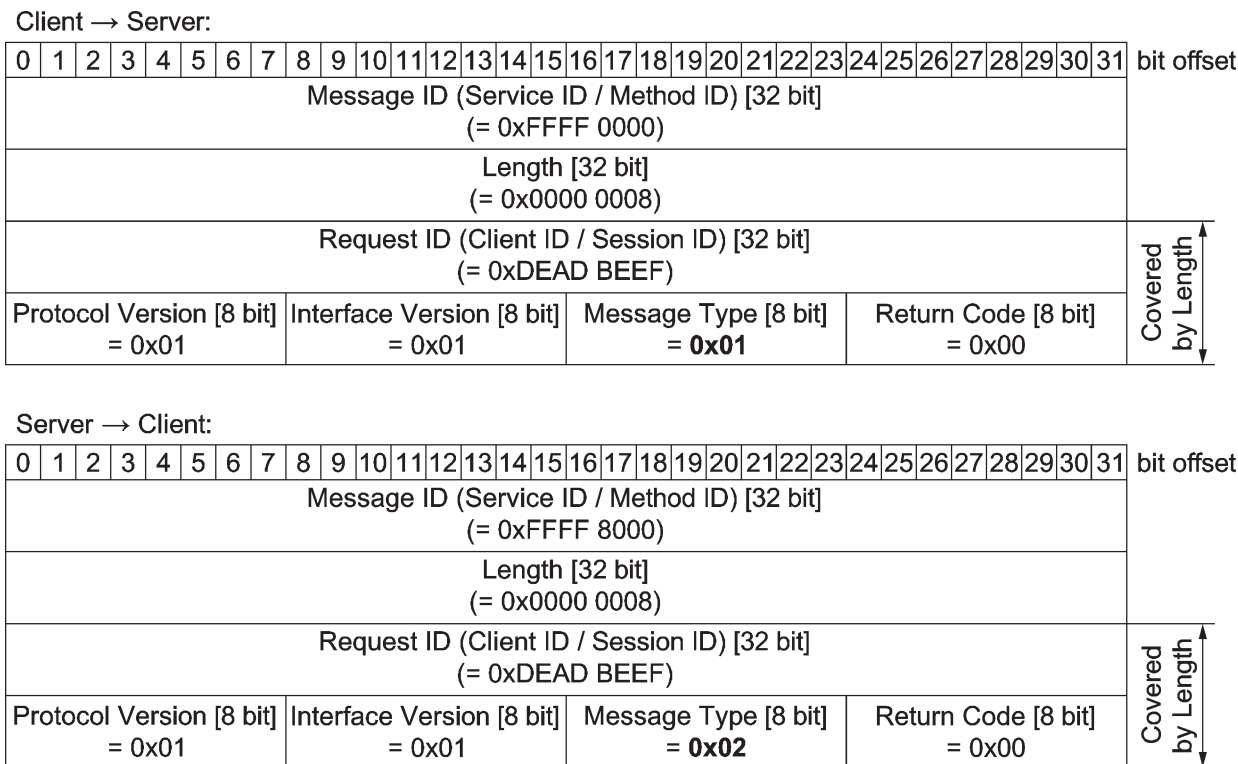 Client → Server:
0 1 2 3 4 5 6 7 8 9 10 11 12 13 14 15 16 17 18 19 20 21 22 23 24 25 26 27 28 29 30 31 bit offset
Message ID (Service ID / Method ID) [32 bit]
(= 0xFFFF 0000)
Length [32 bit]
(= 0x0000 0008)
Request ID (Client ID / Session ID) [32 bit]
(= 0xDEAD BEEF)
Protocol Version [8 bit] Interface Version [8 bit] Message Type [8 bit] Return Code [8 bit]
= 0x01 = 0x01 = 0x01 = 0x00
Covered
by Length
Server → Client:
0 1 2 3 4 5 6 7 8 9 10 11 12 13 14 15 16 17 18 19 20 21 22 23 24 25 26 27 28 29 30 31 bit offset
Message ID (Service ID / Method ID) [32 bit]
(= 0xFFFF 8000)
Length [32 bit]
(= 0x0000 0008)
Request ID (Client ID / Session ID) [32 bit]
(= 0xDEAD BEEF)
Protocol Version [8 bit] Interface Version [8 bit] Message Type [8 bit] Return Code [8 bit]
= 0x01 = 0x01 = 0x02 = 0x00
Covered
by Length